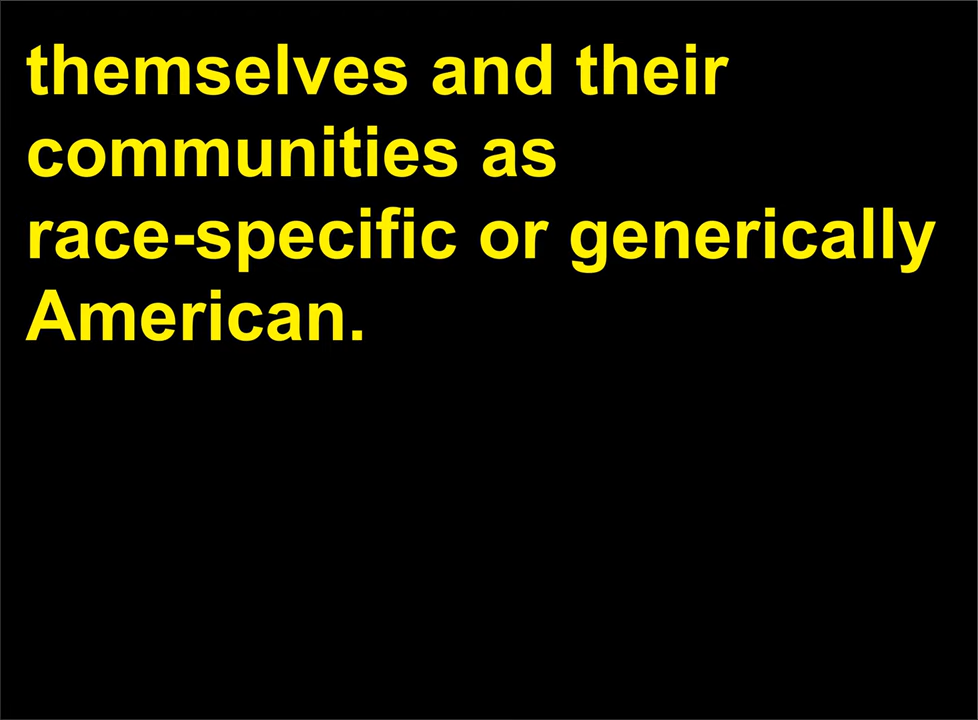 themselves and their
communities as
race-specific or generically
American.